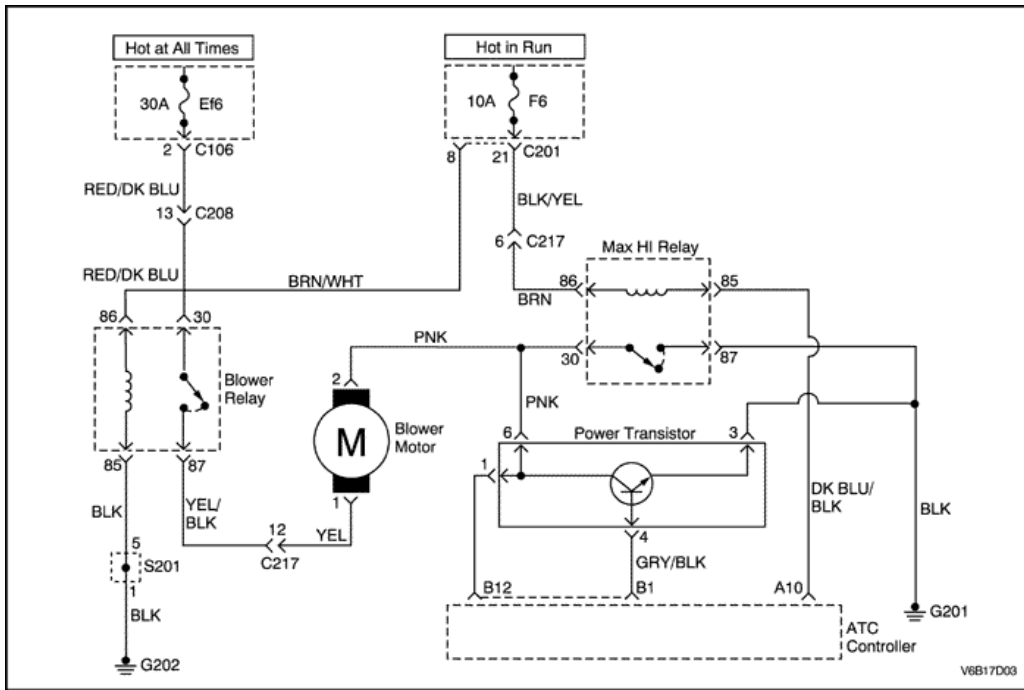 Hot at All Times
Hot in Run
30A Ef6
10A F6
2 C106
8
21 C201
RED/DK BLU
BLK/YEL
13 C208
6 C217
Max HI Relay
RED/DK BLU
BRN/WHT
86
85
BRN
86
30
PNK
30
87
2
Blower
Relay
PNK
Blower
Motor
M
6
Power Transistor
3
1
85
87
1
BLK
YEL/
BLK
12
YEL
C217
4
DK BLU/
BLK
BLK
5
S201
GRY/BLK
1
B12
B1
A10
BLK
G201
ATC
Controller
G202
V6B17D03